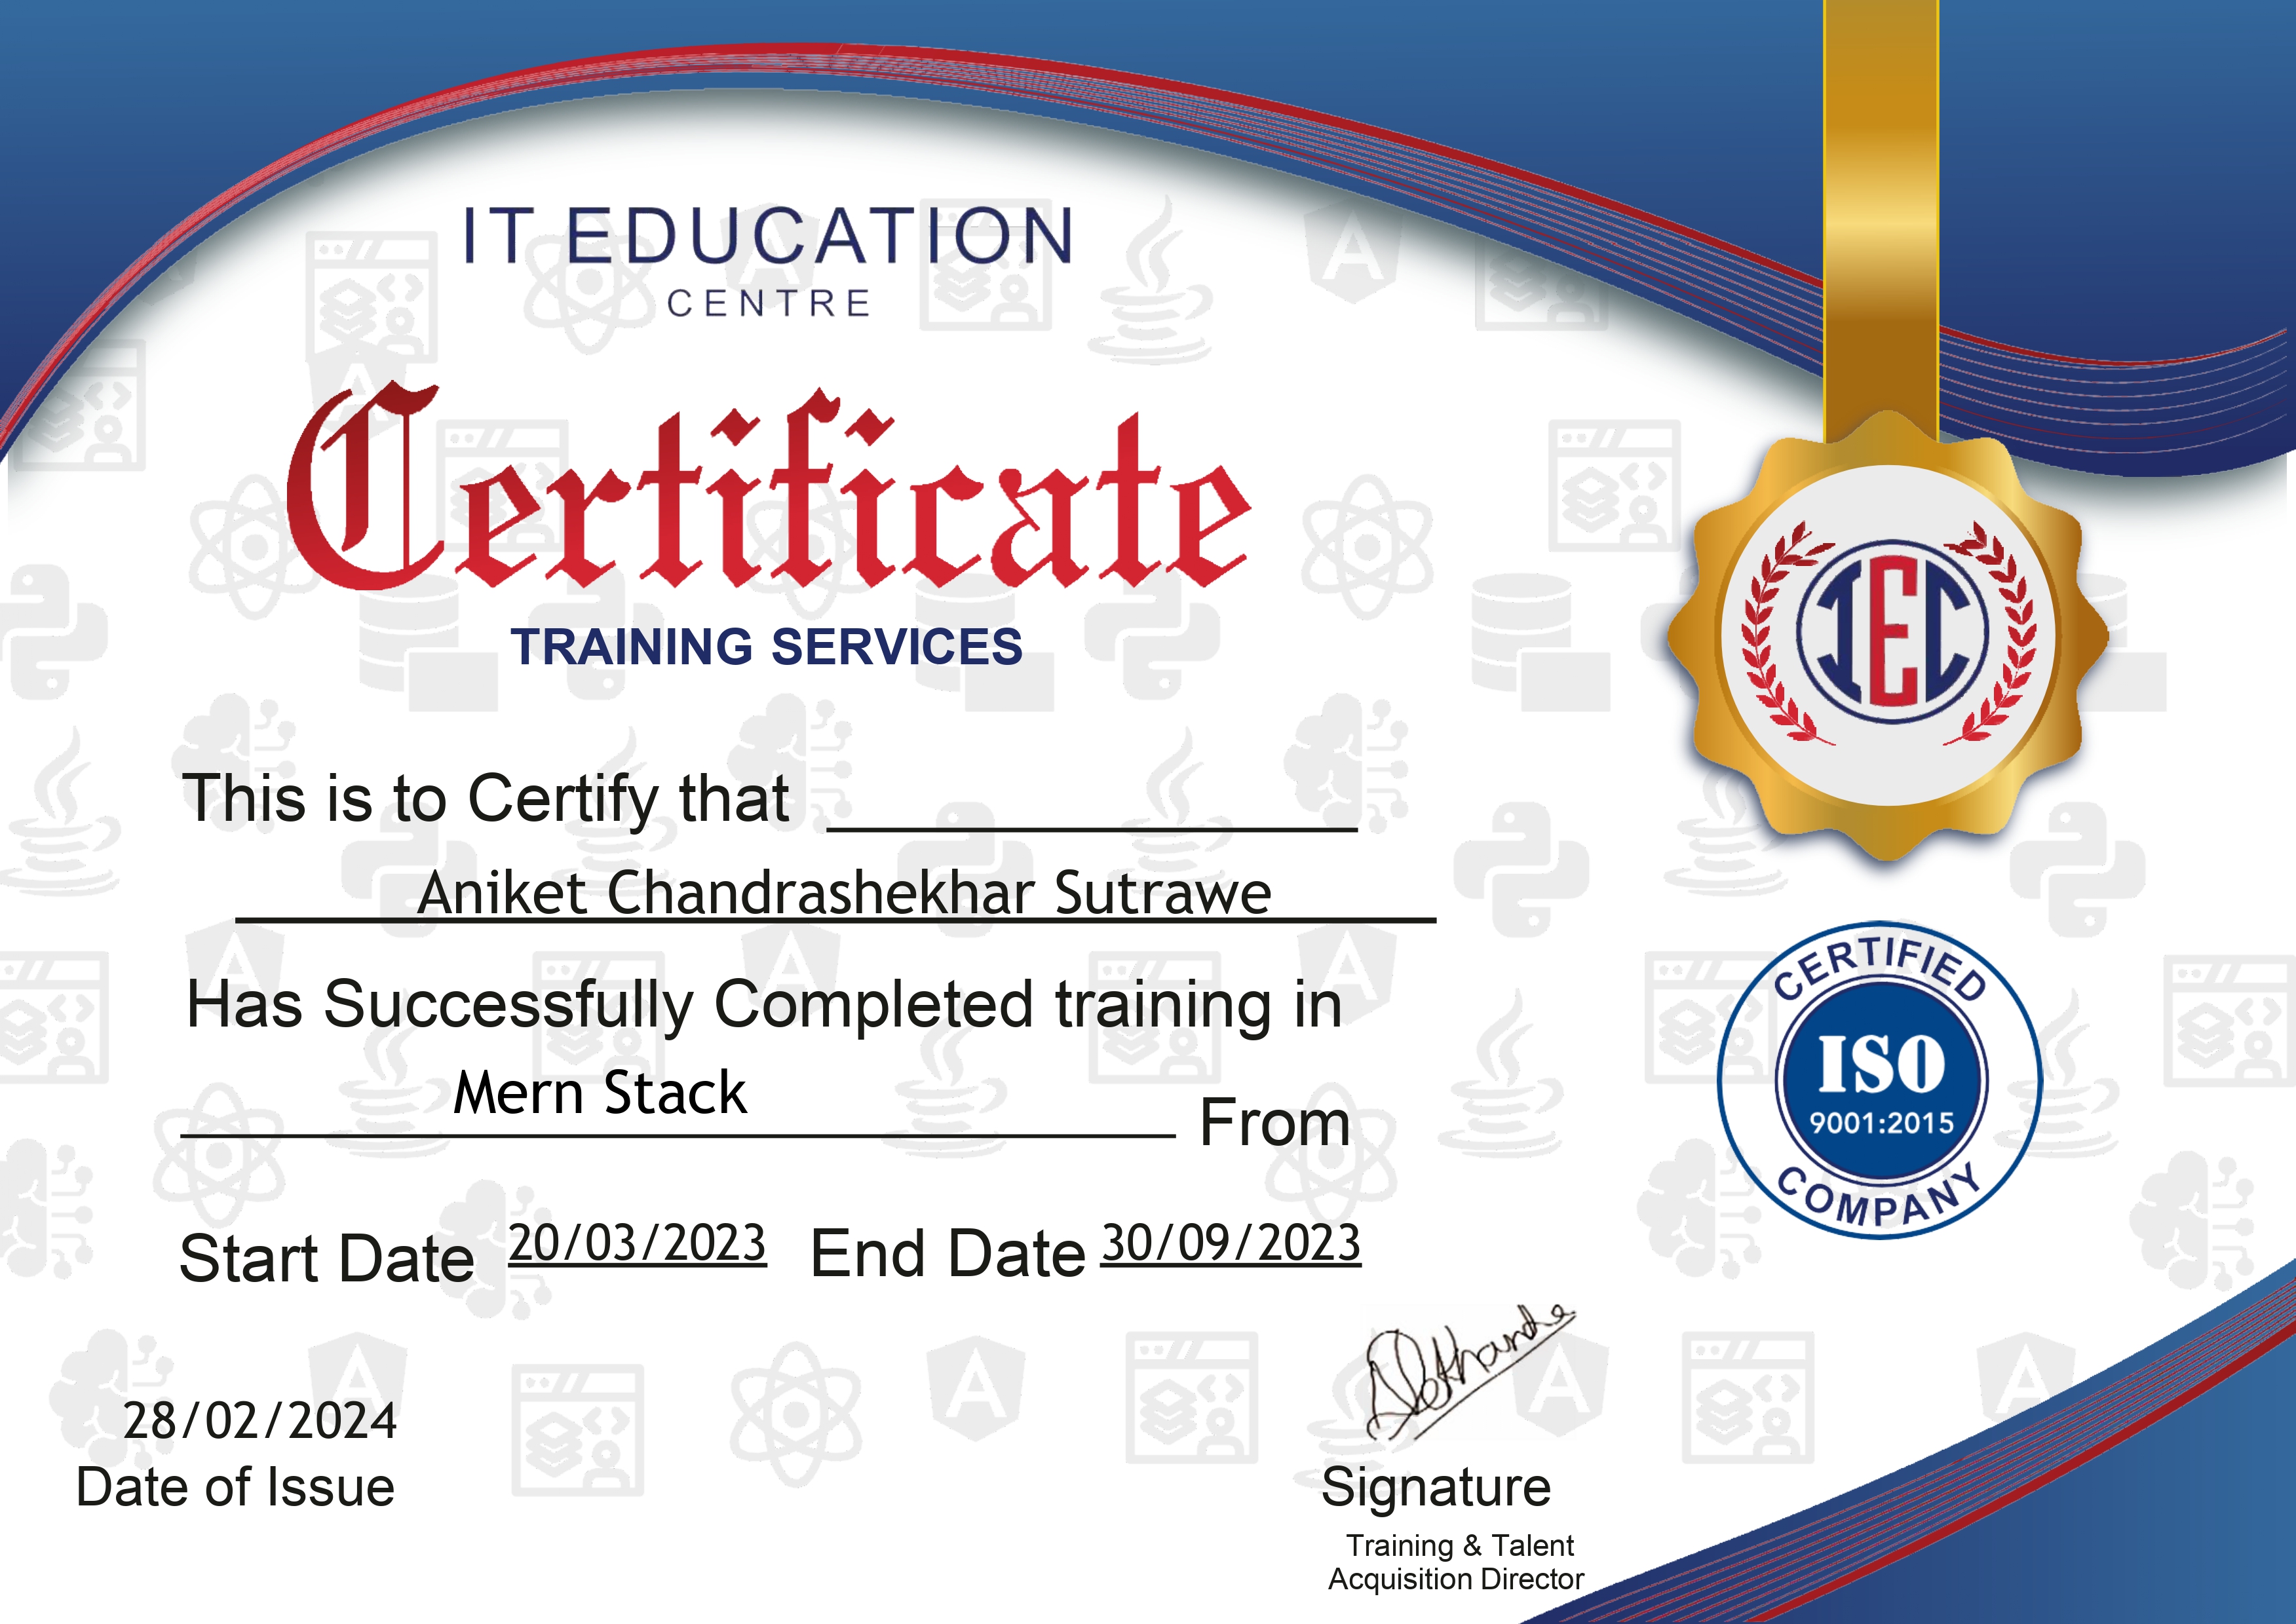 IT EDUCATION
CENTRE
Certificate
TRAINING SERVICES
This is to Certify that
Aniket Chandrashekhar Sutrawe
Has Successfully Completed training in
Mern Stack
From
Start Date 20/03/2023 End Date 30/09/2023
28/02/2024
Date of Issue
Signature
Training & Talent
Acquisition Director
IEC
CERTIFIED
ISO
9001:2015
COMPANY